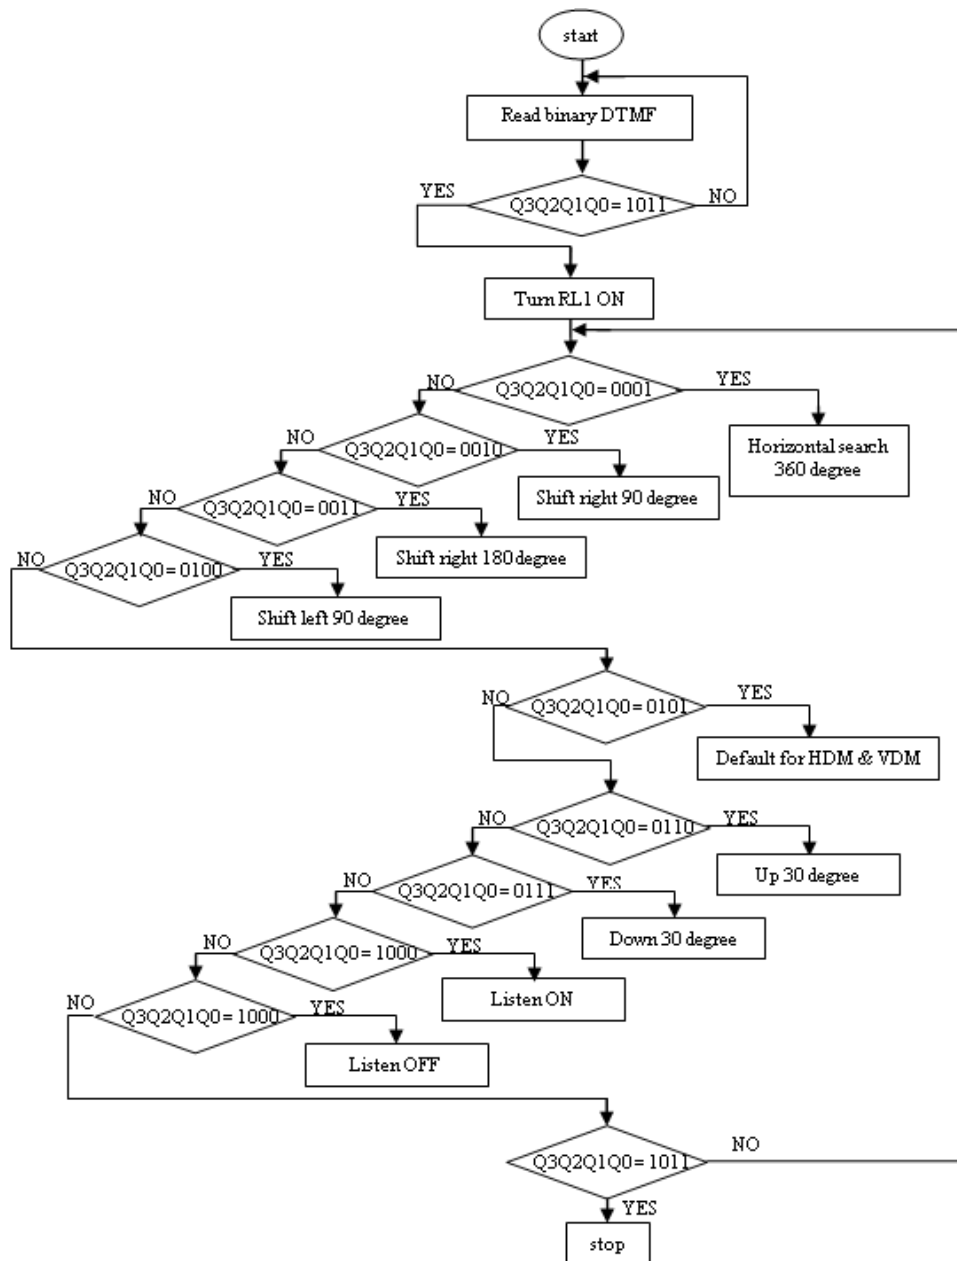 start
Read binary DTMF
YES
Q3Q2Q1Q0= 1011
NO
Turn RL1 ON
NO
Q3Q2Q1Q0= 0001
YES
NO
Q3Q2Q1Q0= 0010
YES
Horizontal search
360 degree
NO
Q3Q2Q1Q0= 0011
YES
Shift right 90 degree
NO
Q3Q2Q1Q0= 0100
YES
Shift right 180 degree
Shift left 90 degree
NO
Q3Q2Q1Q0= 0101
YES
Default for HDM & VDM
NO
Q3Q2Q1Q0= 0110
YES
Up 30 degree
NO
Q3Q2Q1Q0= 0111
YES
Down 30 degree
NO
Q3Q2Q1Q0= 1000
YES
Listen ON
NO
Q3Q2Q1Q0= 1000
YES
Listen OFF
Q3Q2Q1Q0= 1011
NO
YES
stop